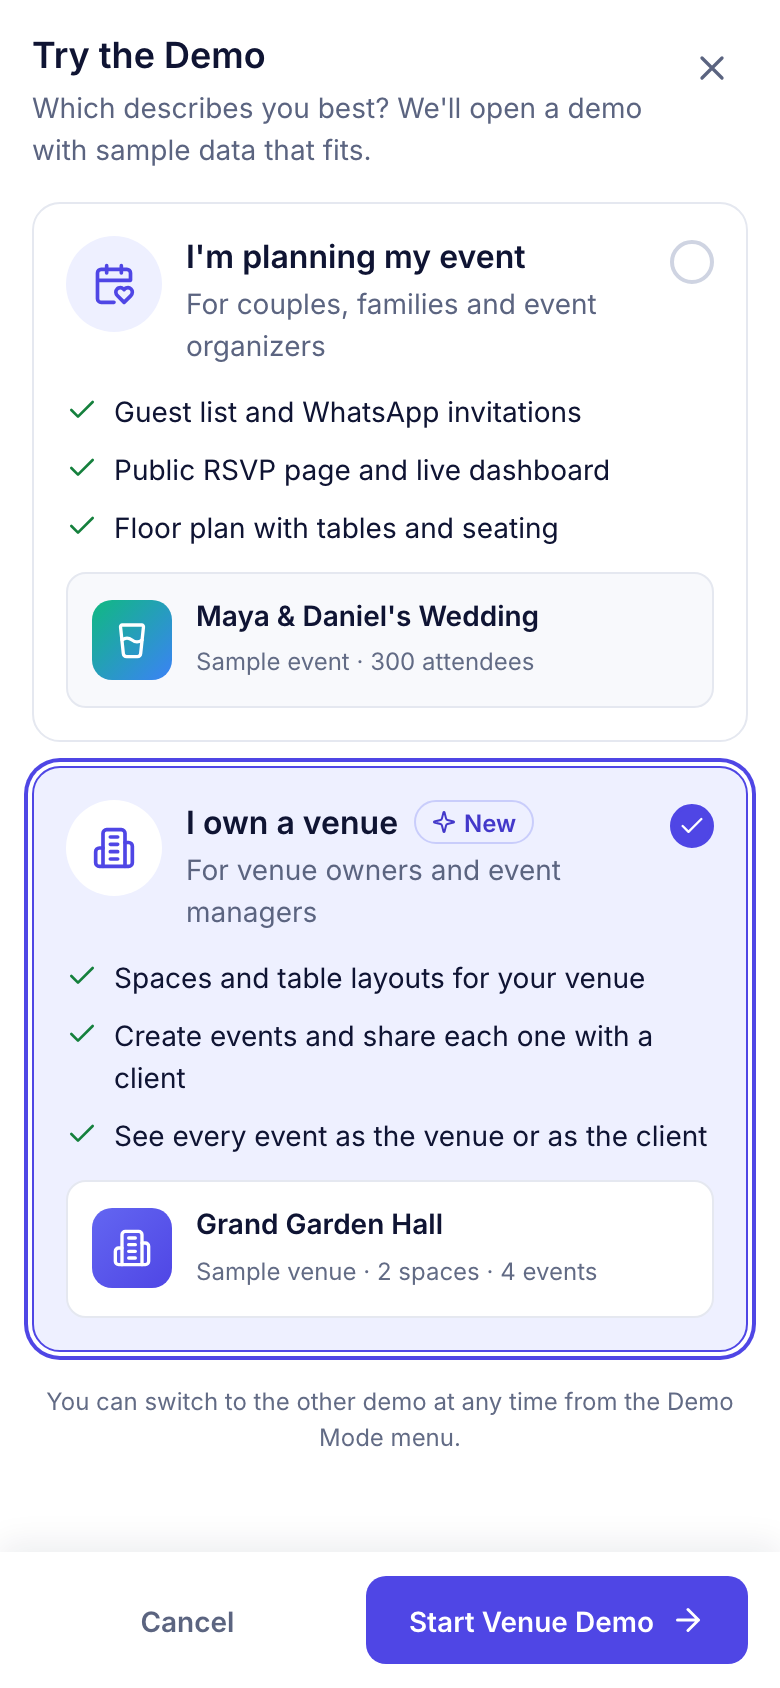 Try the Demo
Which describes you best? We'll open a demo
with sample data that fits.
I'm planning my event
For couples, families and event
organizers
Guest list and WhatsApp invitations
Public RSVP page and live dashboard
Floor plan with tables and seating
Maya & Daniel's Wedding
Sample event · 300 attendees
I own a venue
New
For venue owners and event
managers
Spaces and table layouts for your venue
Create events and share each one with a
client
See every event as the venue or as the client
Grand Garden Hall
Sample venue · 2 spaces · 4 events
You can switch to the other demo at any time from the Demo
Mode menu.
Cancel
Start Venue Demo